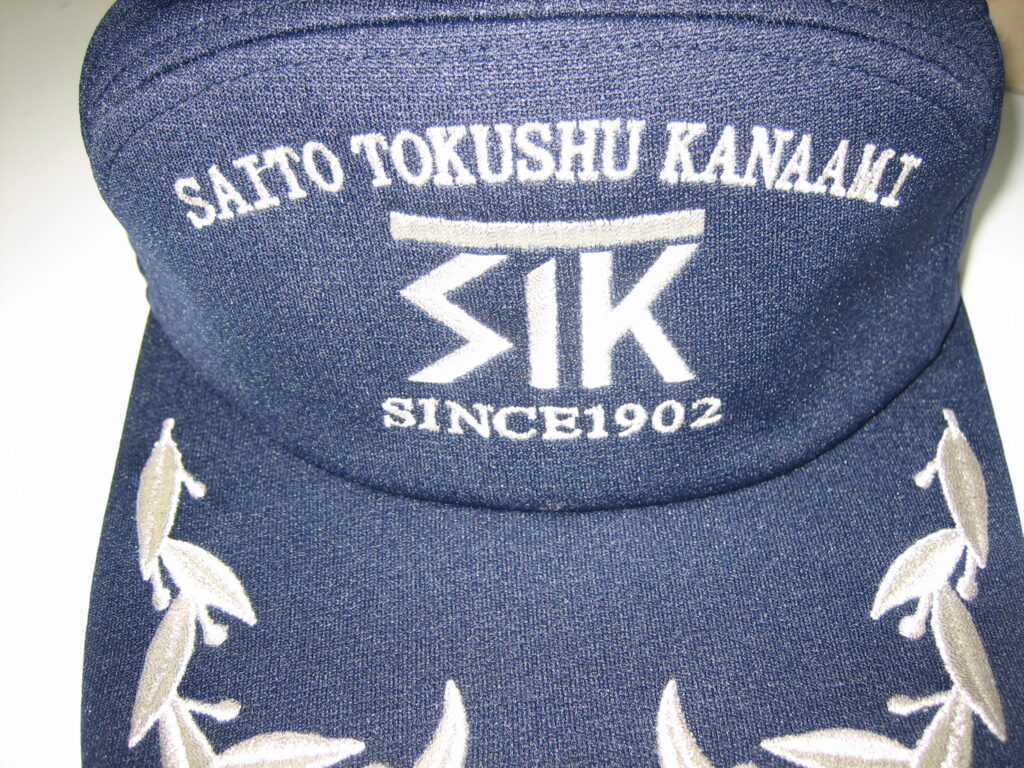 SAITO TOKUSHU KANAAMI
STK
SINCE1902